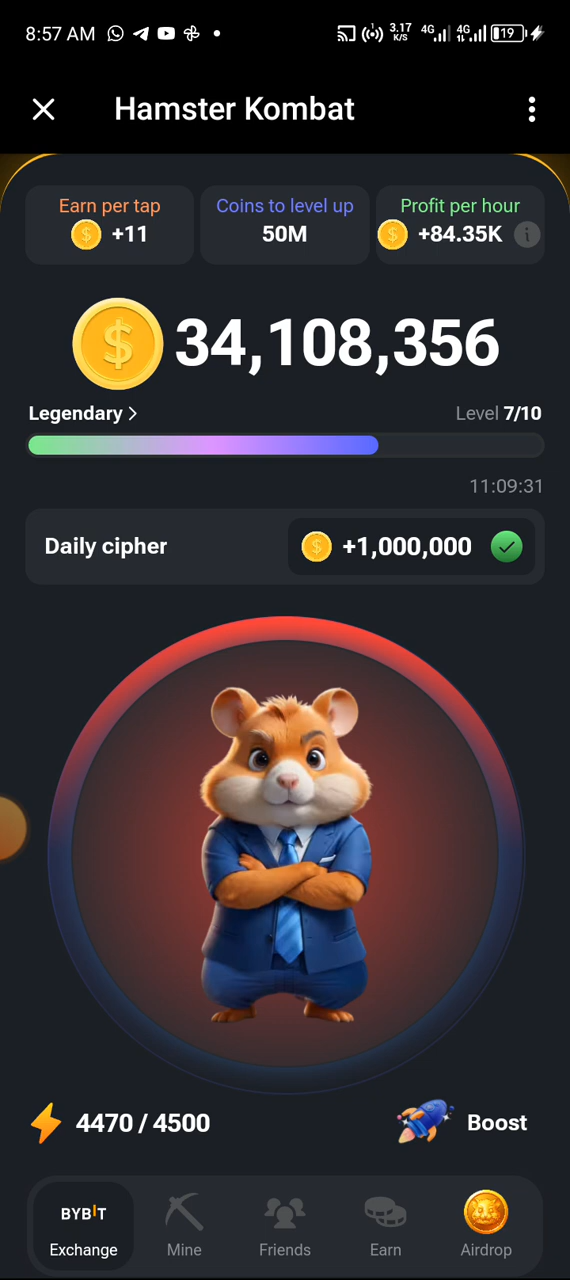 8:57 AM
3.17 K/S 4G 4G 19
Hamster Kombat
Earn per tap
+11
Coins to level up
50M
Profit per hour
+84.35K
34,108,356
Legendary >
Level 7/10
11:09:31
Daily cipher
+1,000,000
4470 / 4500
Boost
BYBIT
Exchange
Mine
Friends
Earn
Airdrop